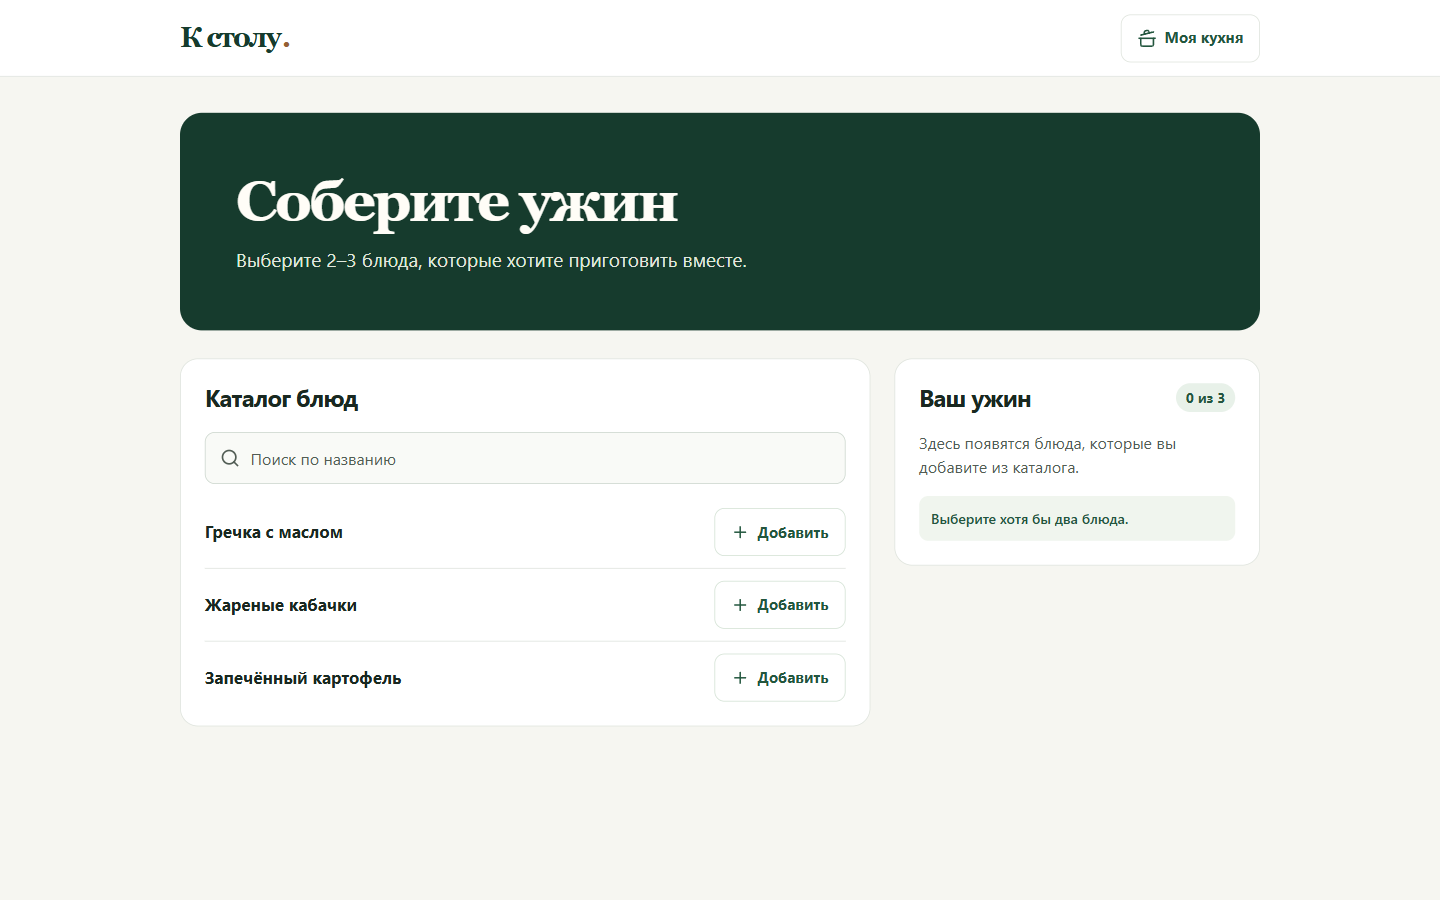 К столу.
Моя кухня
Соберите ужин
Выберите 2–3 блюда, которые хотите приготовить вместе.
Каталог блюд
Поиск по названию
Гречка с маслом
Добавить
Жареные кабачки
Добавить
Запечённый картофель
Добавить
Ваш ужин
0 из 3
Здесь появятся блюда, которые вы
добавите из каталога.
Выберите хотя бы два блюда.